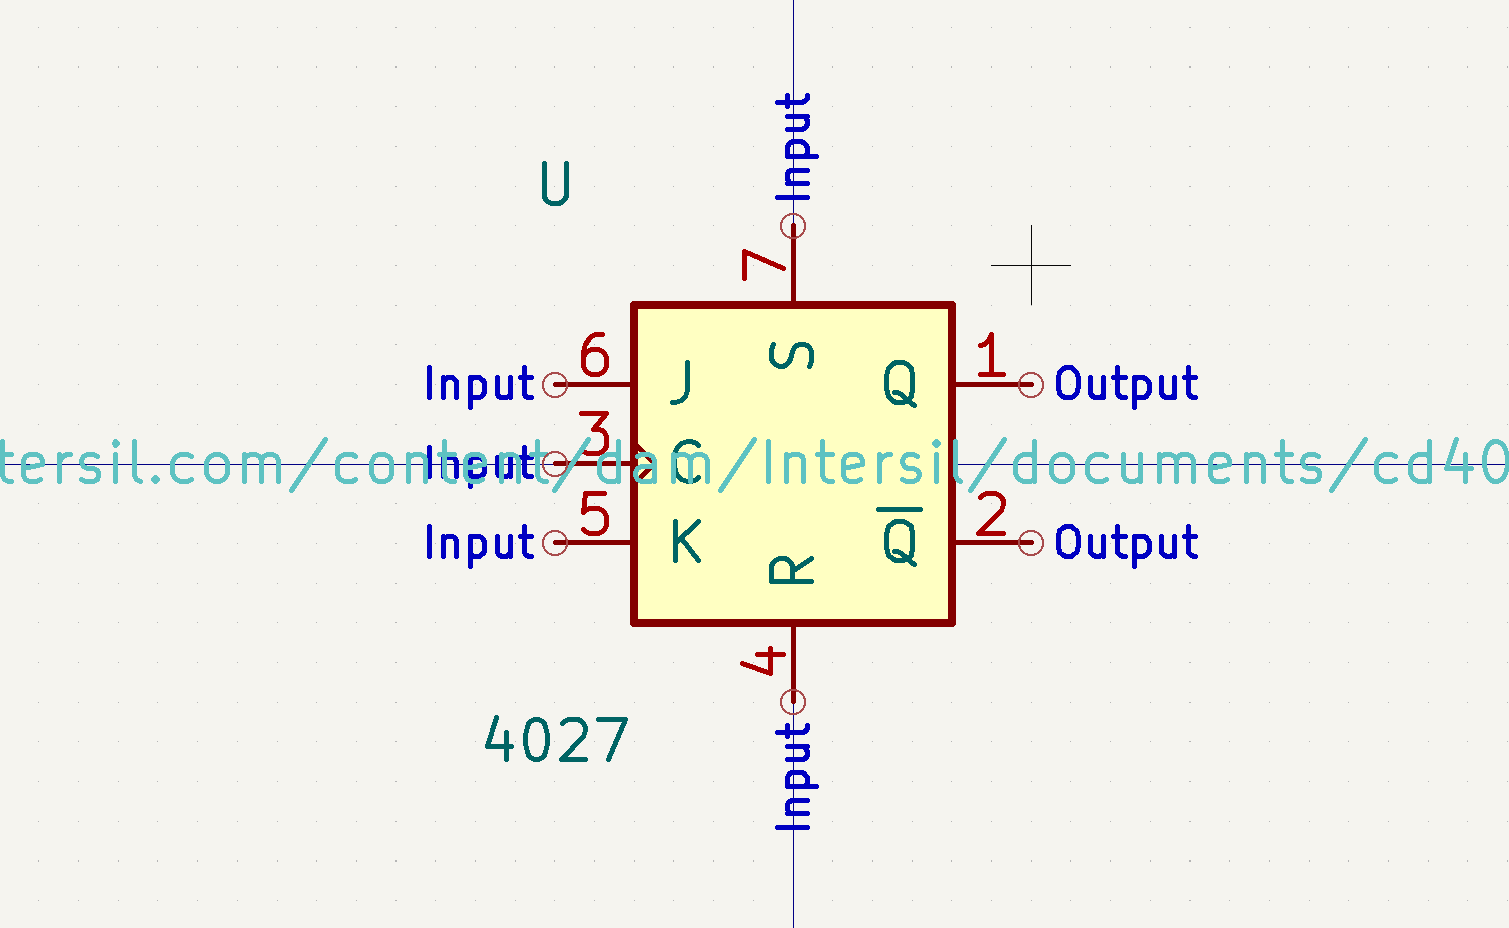 Input
U
7
6
1
Input
J
S
Q
Output
3
Input
C
tersil.com/content/dam/Intersil/documents/cd40
5
2
Input
K
R
Q̅
Output
4
4027
Input